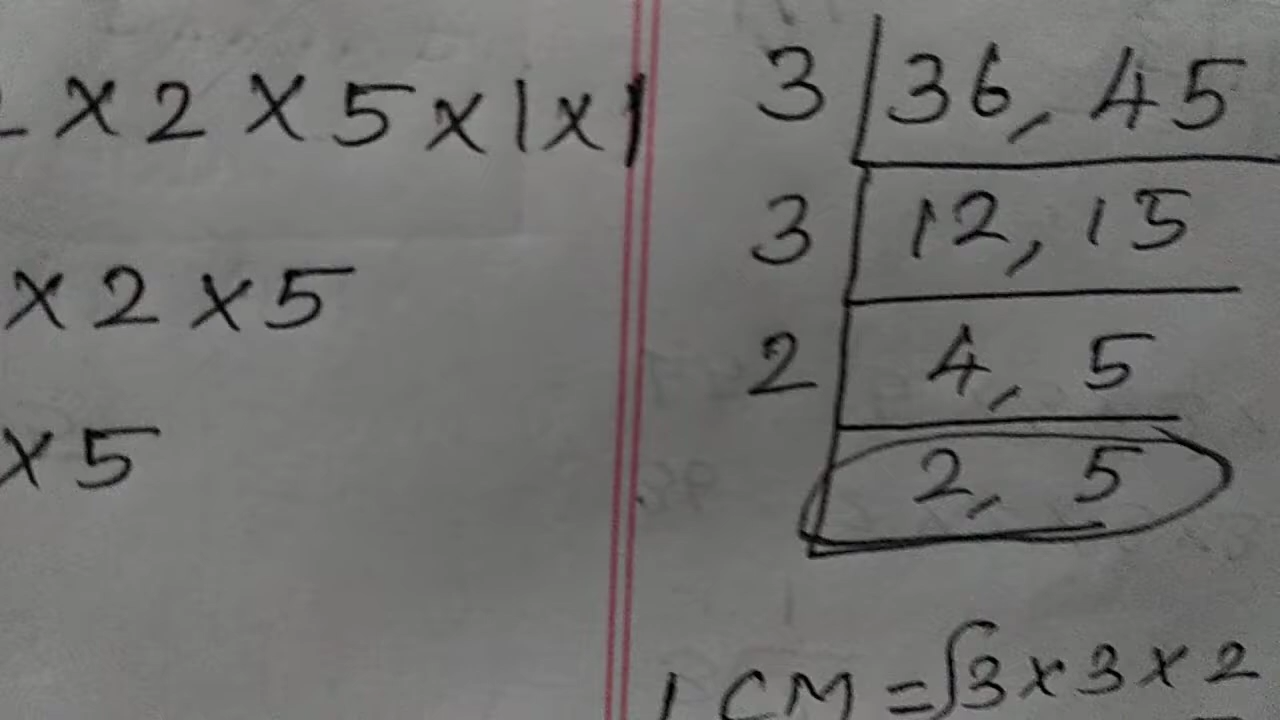 × 2 × 5 × 1 × 1
× 2 × 5
× 5
3 | 36, 45
3 | 12, 15
2 | 4, 5
2, 5
LCM = 3 × 3 × 2